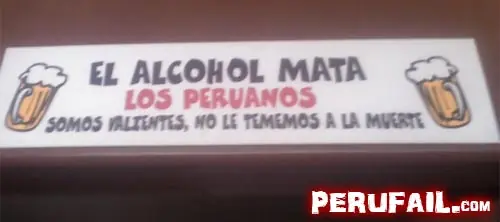 EL ALCOHOL MATA
LOS PERUANOS
SOMOS VALIENTES, NO LE TEMEMOS A LA MUERTE
PERUFAIL.COM